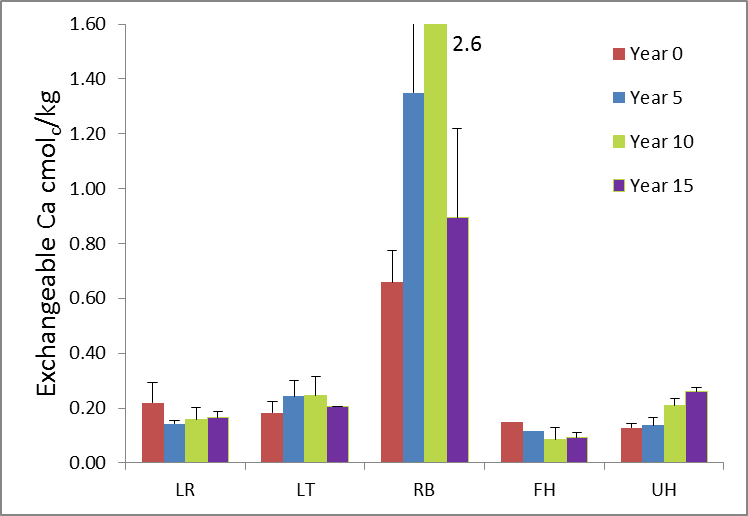 Exchangeable Ca cmolc/kg
1.60
1.40
1.20
1.00
0.80
0.60
0.40
0.20
0.00
2.6
Year 0
Year 5
Year 10
Year 15
LR LT RB FH UH